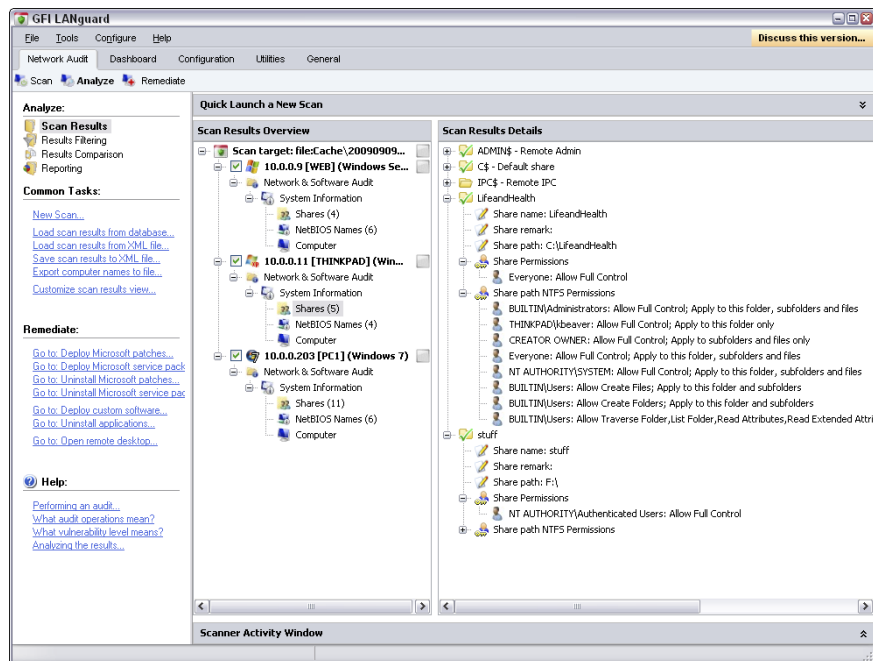 GFI LANguard
File Tools Configure Help
Discuss this version...
Network Audit Dashboard Configuration Utilities General
Scan Analyze Remediate
Analyze:
Scan Results
Results Filtering
Results Comparison
Reporting
Common Tasks:
New Scan...
Load scan results from database...
Load scan results from XML file...
Save scan results to XML file...
Export computer names to file...
Customize scan results view...
Remediate:
Go to: Deploy Microsoft patches...
Go to: Deploy Microsoft service pack
Go to: Uninstall Microsoft patches...
Go to: Uninstall Microsoft service pac
Go to: Deploy custom software...
Go to: Uninstall applications...
Go to: Open remote desktop...
Help:
Performing an audit...
What audit operations mean?
What vulnerability level means?
Analyzing the results...
Quick Launch a New Scan
Scan Results Overview
Scan target: file:Cache\20090909...
10.0.0.9 [WEB] (Windows Se...
Network & Software Audit
System Information
Shares (4)
NetBIOS Names (6)
Computer
10.0.0.11 [THINKPAD] (Win...
Network & Software Audit
System Information
Shares (5)
NetBIOS Names (4)
Computer
10.0.0.203 [PC1] (Windows 7)
Network & Software Audit
System Information
Shares (11)
NetBIOS Names (6)
Computer
Scan Results Details
ADMIN$ - Remote Admin
C$ - Default share
IPC$ - Remote IPC
LifeandHealth
Share name: LifeandHealth
Share remark:
Share path: C:\LifeandHealth
Share Permissions
Everyone: Allow Full Control
Share path NTFS Permissions
BUILTIN\Administrators: Allow Full Control; Apply to this folder, subfolders and files
THINKPAD\kbeaver: Allow Full Control; Apply to this folder only
CREATOR OWNER: Allow Full Control; Apply to subfolders and files only
Everyone: Allow Full Control; Apply to this folder, subfolders and files
NT AUTHORITY\SYSTEM: Allow Full Control; Apply to this folder, subfolders and files
BUILTIN\Users: Allow Create Files; Apply to this folder and subfolders
BUILTIN\Users: Allow Create Folders; Apply to this folder and subfolders
BUILTIN\Users: Allow Traverse Folder,List Folder,Read Attributes,Read Extended Attri
stuff
Share name: stuff
Share remark:
Share path: F:\
Share Permissions
NT AUTHORITY\Authenticated Users: Allow Full Control
Share path NTFS Permissions
Scanner Activity Window